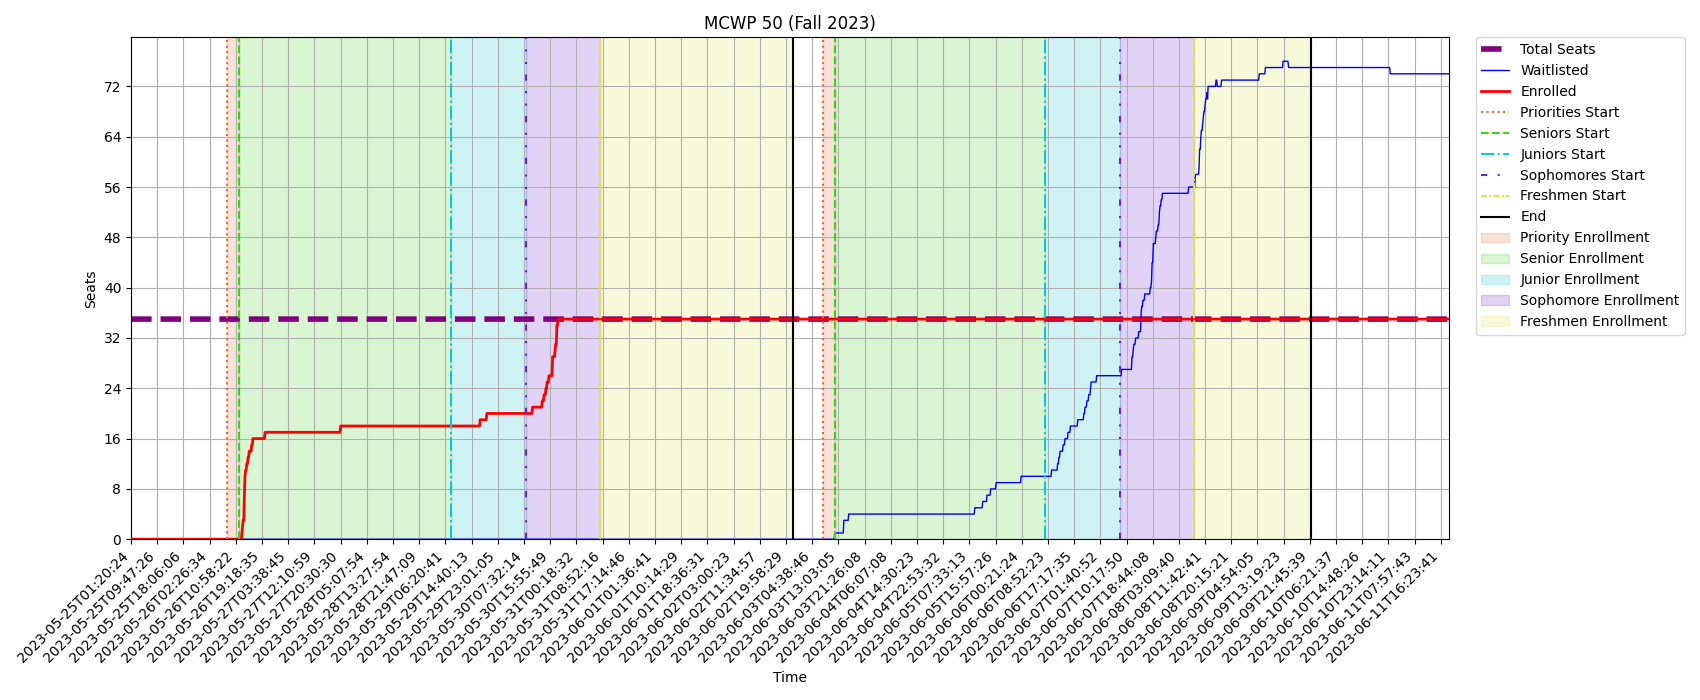 MCWP 50 (Fall 2023)
Seats
72
64
56
48
40
32
24
16
8
0
2023-05-25T01:20:24
2023-05-25T09:47:26
2023-05-25T18:06:06
2023-05-26T02:26:34
2023-05-26T10:58:22
2023-05-26T19:18:35
2023-05-27T03:38:45
2023-05-27T12:10:59
2023-05-27T20:30:30
2023-05-28T05:07:54
2023-05-28T13:27:54
2023-05-28T21:47:09
2023-05-29T06:20:41
2023-05-29T14:40:13
2023-05-29T23:01:05
2023-05-30T07:32:14
2023-05-30T15:55:49
2023-05-31T00:18:32
2023-05-31T08:52:16
2023-05-31T17:14:46
2023-06-01T01:36:41
2023-06-01T10:14:29
2023-06-01T18:36:31
2023-06-02T03:00:23
2023-06-02T11:34:57
2023-06-02T19:58:29
2023-06-03T04:38:46
2023-06-03T13:03:05
2023-06-03T21:26:08
2023-06-04T06:07:08
2023-06-04T14:30:23
2023-06-04T22:53:32
2023-06-05T07:33:13
2023-06-05T15:57:26
2023-06-06T00:21:24
2023-06-06T08:52:23
2023-06-06T17:17:35
2023-06-07T01:40:52
2023-06-07T10:17:50
2023-06-07T18:44:08
2023-06-08T03:09:40
2023-06-08T11:42:41
2023-06-08T20:15:21
2023-06-09T04:54:05
2023-06-09T13:19:23
2023-06-09T21:45:39
2023-06-10T06:21:37
2023-06-10T14:48:26
2023-06-10T23:14:11
2023-06-11T07:57:43
2023-06-11T16:23:41
Time
Total Seats
Waitlisted
Enrolled
Priorities Start
Seniors Start
Juniors Start
Sophomores Start
Freshmen Start
End
Priority Enrollment
Senior Enrollment
Junior Enrollment
Sophomore Enrollment
Freshmen Enrollment